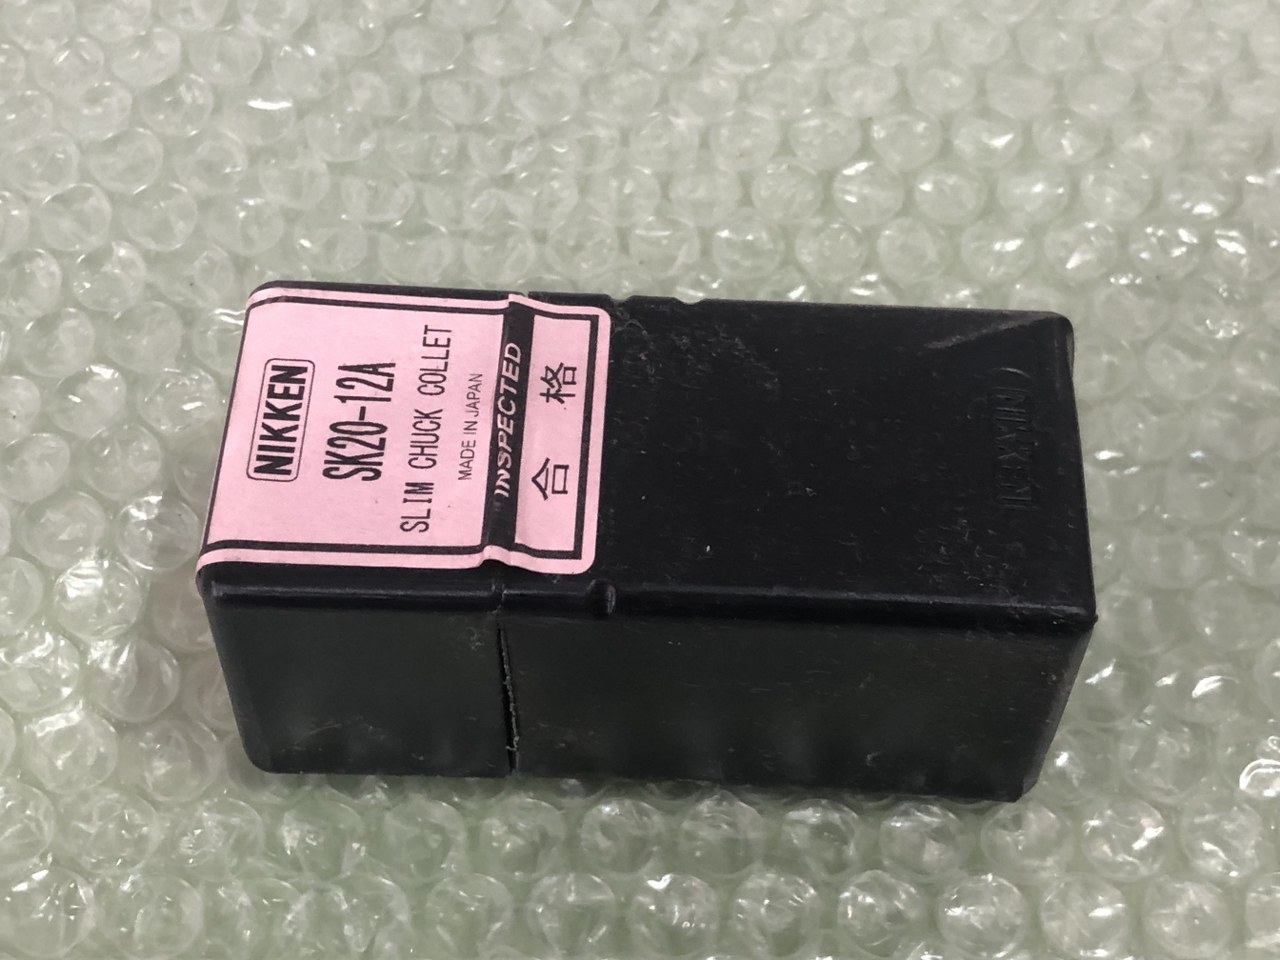 NIKKEN
SK20-12A
SLIM CHUCK COLLET
MADE IN JAPAN
INSPECTED
合格
NIKKEN